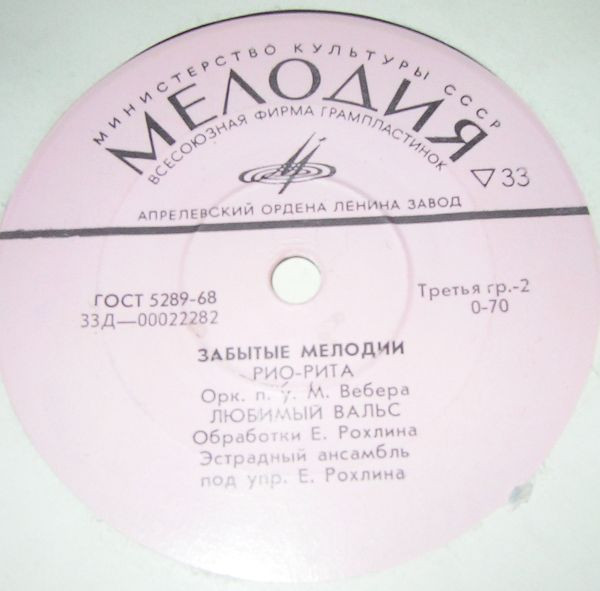 МИНИСТЕРСТВО КУЛЬТУРЫ СССР
МЕЛОДИЯ
ВСЕСОЮЗНАЯ ФИРМА ГРАМПЛАСТИНОК
▽33
АПРЕЛЕВСКИЙ ОРДЕНА ЛЕНИНА ЗАВОД
ГОСТ 5289-68
33Д—00022282
Третья гр.-2
0-70
ЗАБЫТЫЕ МЕЛОДИИ
РИО-РИТА
Орк. п. у. М. Вебера
ЛЮБИМЫЙ ВАЛЬС
Обработки Е. Рохлина
Эстрадный ансамбль
под упр. Е. Рохлина